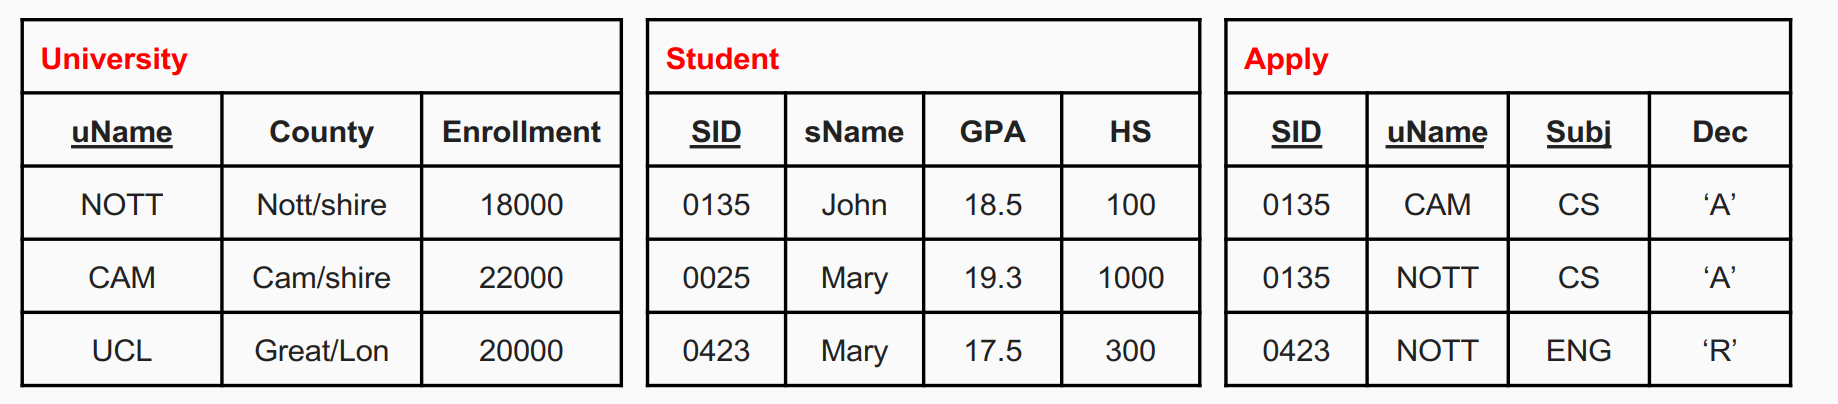 University
uName County Enrollment
NOTT Nott/shire 18000
CAM Cam/shire 22000
UCL Great/Lon 20000
Student
SID sName GPA HS
0135 John 18.5 100
0025 Mary 19.3 1000
0423 Mary 17.5 300
Apply
SID uName Subj Dec
0135 CAM CS ‘A’
0135 NOTT CS ‘A’
0423 NOTT ENG ‘R’